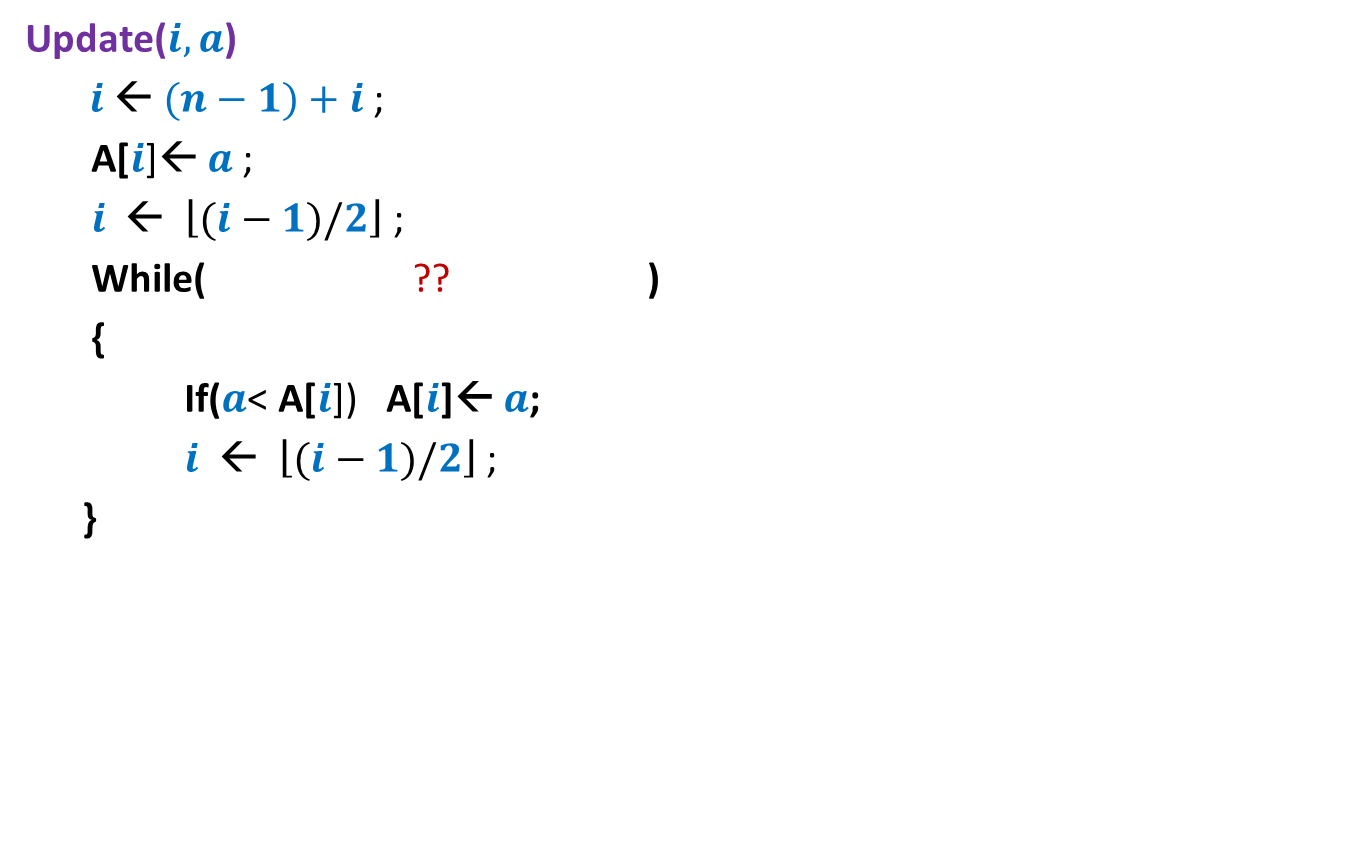 Update(i, a)
i ← (n − 1) + i ;
A[i]← a ;
i ← ⌊(i − 1)/2⌋ ;
While( ?? )
{
If(a< A[i]) A[i]← a;
i ← ⌊(i − 1)/2⌋ ;
}